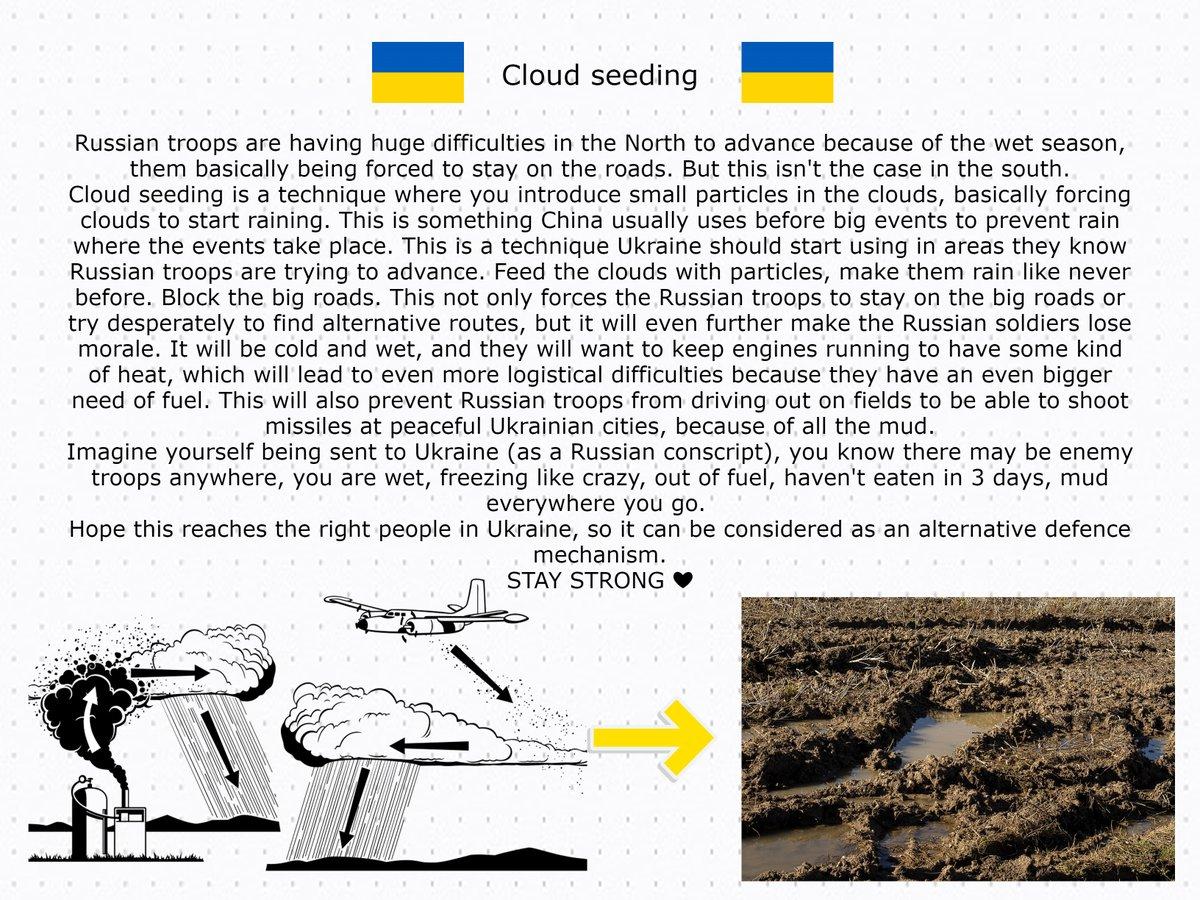 Cloud seeding
Russian troops are having huge difficulties in the North to advance because of the wet season,
them basically being forced to stay on the roads. But this isn't the case in the south.
Cloud seeding is a technique where you introduce small particles in the clouds, basically forcing
clouds to start raining. This is something China usually uses before big events to prevent rain
where the events take place. This is a technique Ukraine should start using in areas they know
Russian troops are trying to advance. Feed the clouds with particles, make them rain like never
before. Block the big roads. This not only forces the Russian troops to stay on the big roads or
try desperately to find alternative routes, but it will even further make the Russian soldiers lose
morale. It will be cold and wet, and they will want to keep engines running to have some kind
of heat, which will lead to even more logistical difficulties because they have an even bigger
need of fuel. This will also prevent Russian troops from driving out on fields to be able to shoot
missiles at peaceful Ukrainian cities, because of all the mud.
Imagine yourself being sent to Ukraine (as a Russian conscript), you know there may be enemy
troops anywhere, you are wet, freezing like crazy, out of fuel, haven't eaten in 3 days, mud
everywhere you go.
Hope this reaches the right people in Ukraine, so it can be considered as an alternative defence
mechanism.
STAY STRONG ♥